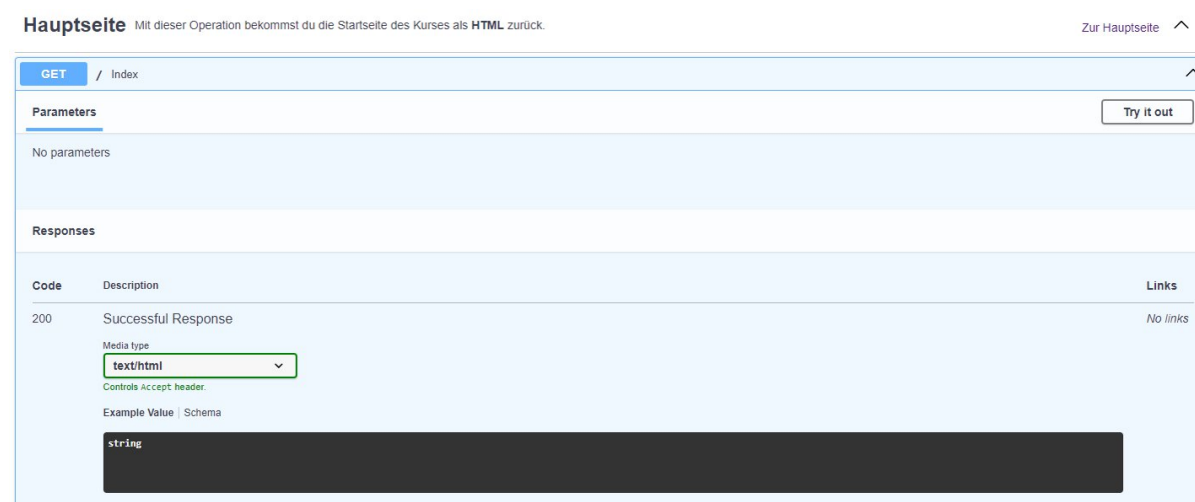 Hauptseite Mit dieser Operation bekommst du die Startseite des Kurses als HTML zurück. Zur Hauptseite
GET / Index
Parameters Try it out
No parameters
Responses
Code Description Links
200 Successful Response No links
Media type
text/html
Controls Accept header.
Example Value Schema
string